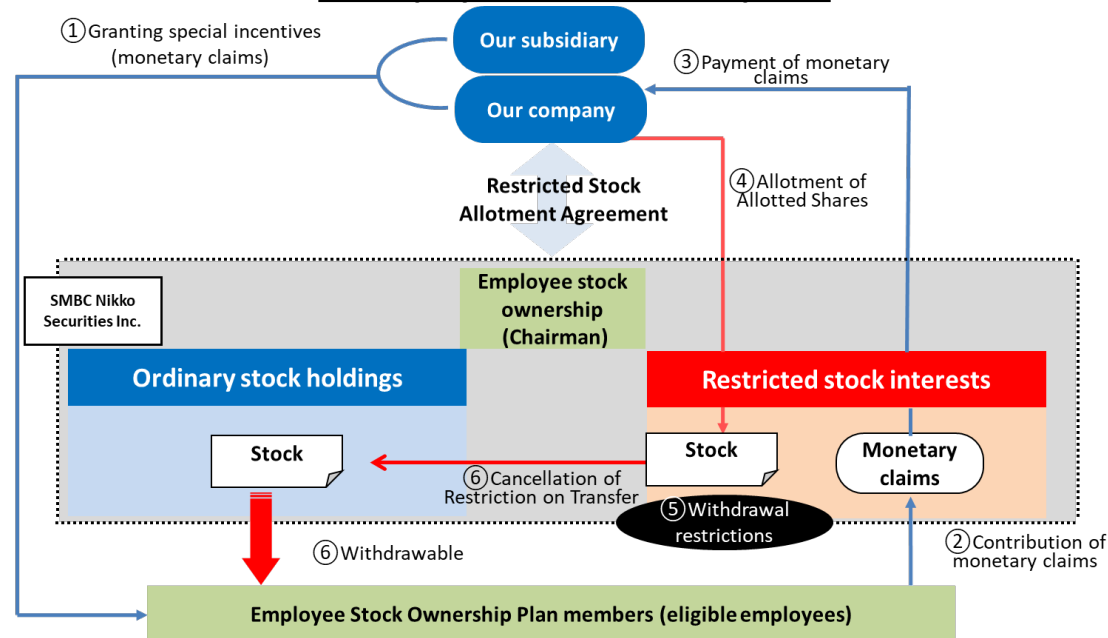 ①Granting special incentives
(monetary claims)
Our subsidiary
Our company
③Payment of monetary
claims
Restricted Stock
Allotment Agreement
④Allotment of
Allotted Shares
SMBC Nikko
Securities Inc.
Employee stock
ownership
(Chairman)
Ordinary stock holdings
Restricted stock interests
Stock
Stock
Monetary
claims
⑥Cancellation of
Restriction on Transfer
⑤Withdrawal
restrictions
⑥Withdrawable
②Contribution of
monetary claims
Employee Stock Ownership Plan members (eligible employees)